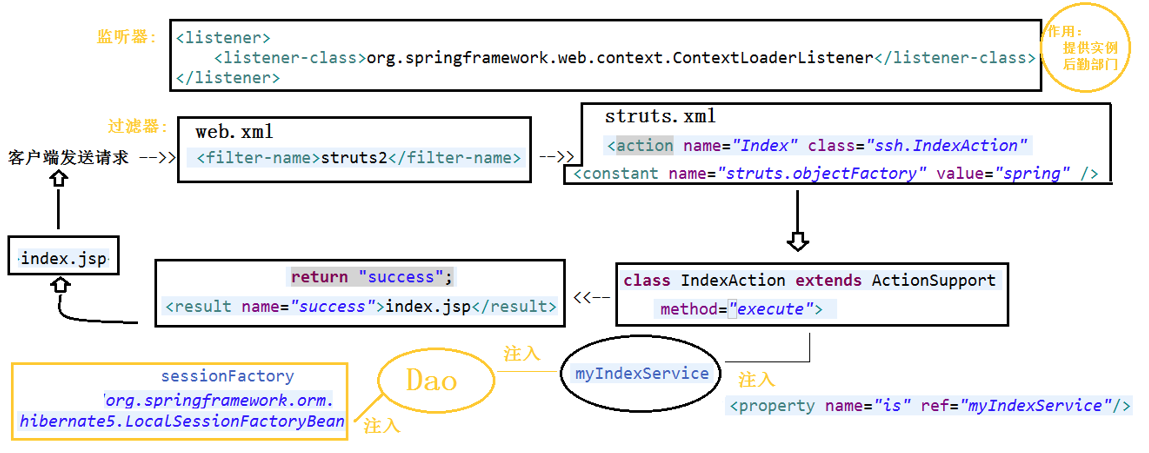 监听器:
<listener>
<listener-class>org.springframework.web.context.ContextLoaderListener</listener-class>
</listener>
作用:
提供实例
后勤部门
过滤器:
客户端发送请求 -->>
web.xml
<filter-name>struts2</filter-name>
-->>
struts.xml
<action name="Index" class="ssh.IndexAction"
<constant name="struts.objectFactory" value="spring" />
index.jsp
return "success";
<result name="success">index.jsp</result>
<<--
class IndexAction extends ActionSupport
method="execute">
sessionFactory
org.springframework.orm.
hibernate5.LocalSessionFactoryBean
注入
Dao
注入
myIndexService
注入
<property name="is" ref="myIndexService"/>